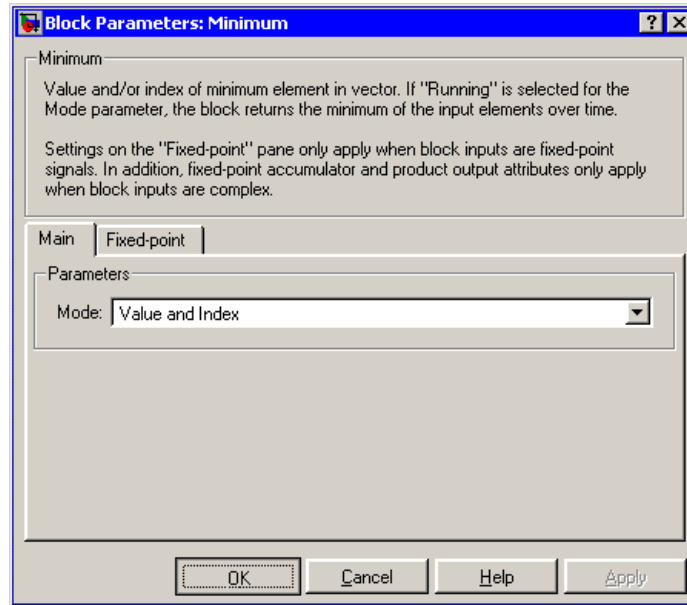 Block Parameters: Minimum
Minimum
Value and/or index of minimum element in vector. If "Running" is selected for the
Mode parameter, the block returns the minimum of the input elements over time.
Settings on the "Fixed-point" pane only apply when block inputs are fixed-point
signals. In addition, fixed-point accumulator and product output attributes only apply
when block inputs are complex.
Main Fixed-point
Parameters
Mode: Value and Index
OK Cancel Help Apply